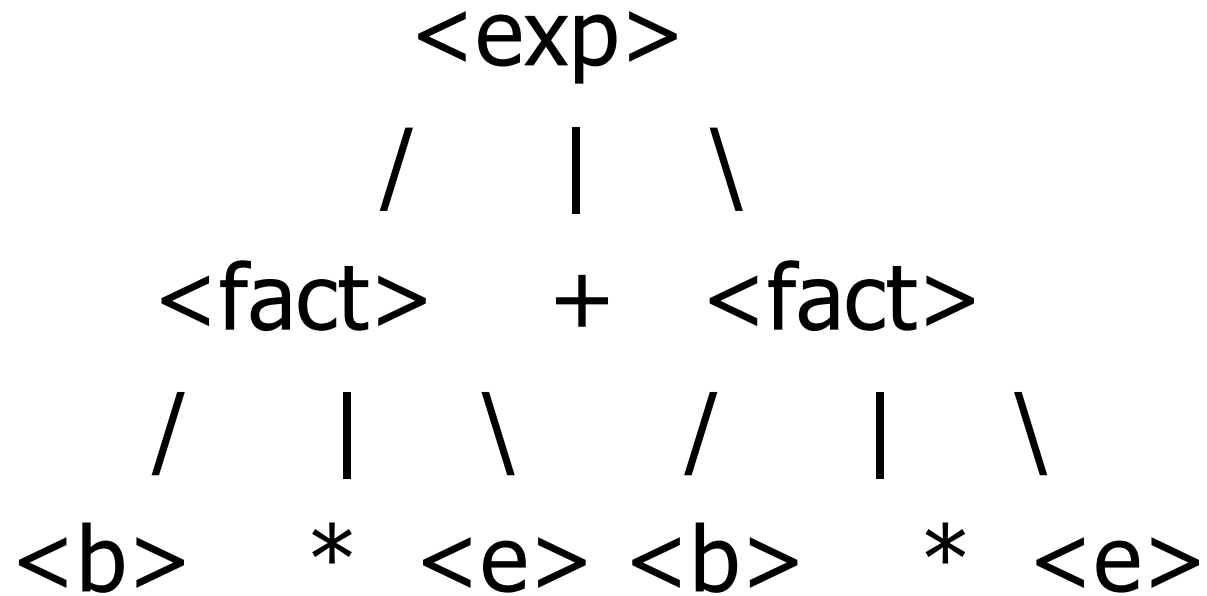 <exp>
/ | \
<fact> + <fact>
/ | \ / | \
<b> * <e> <b> * <e>